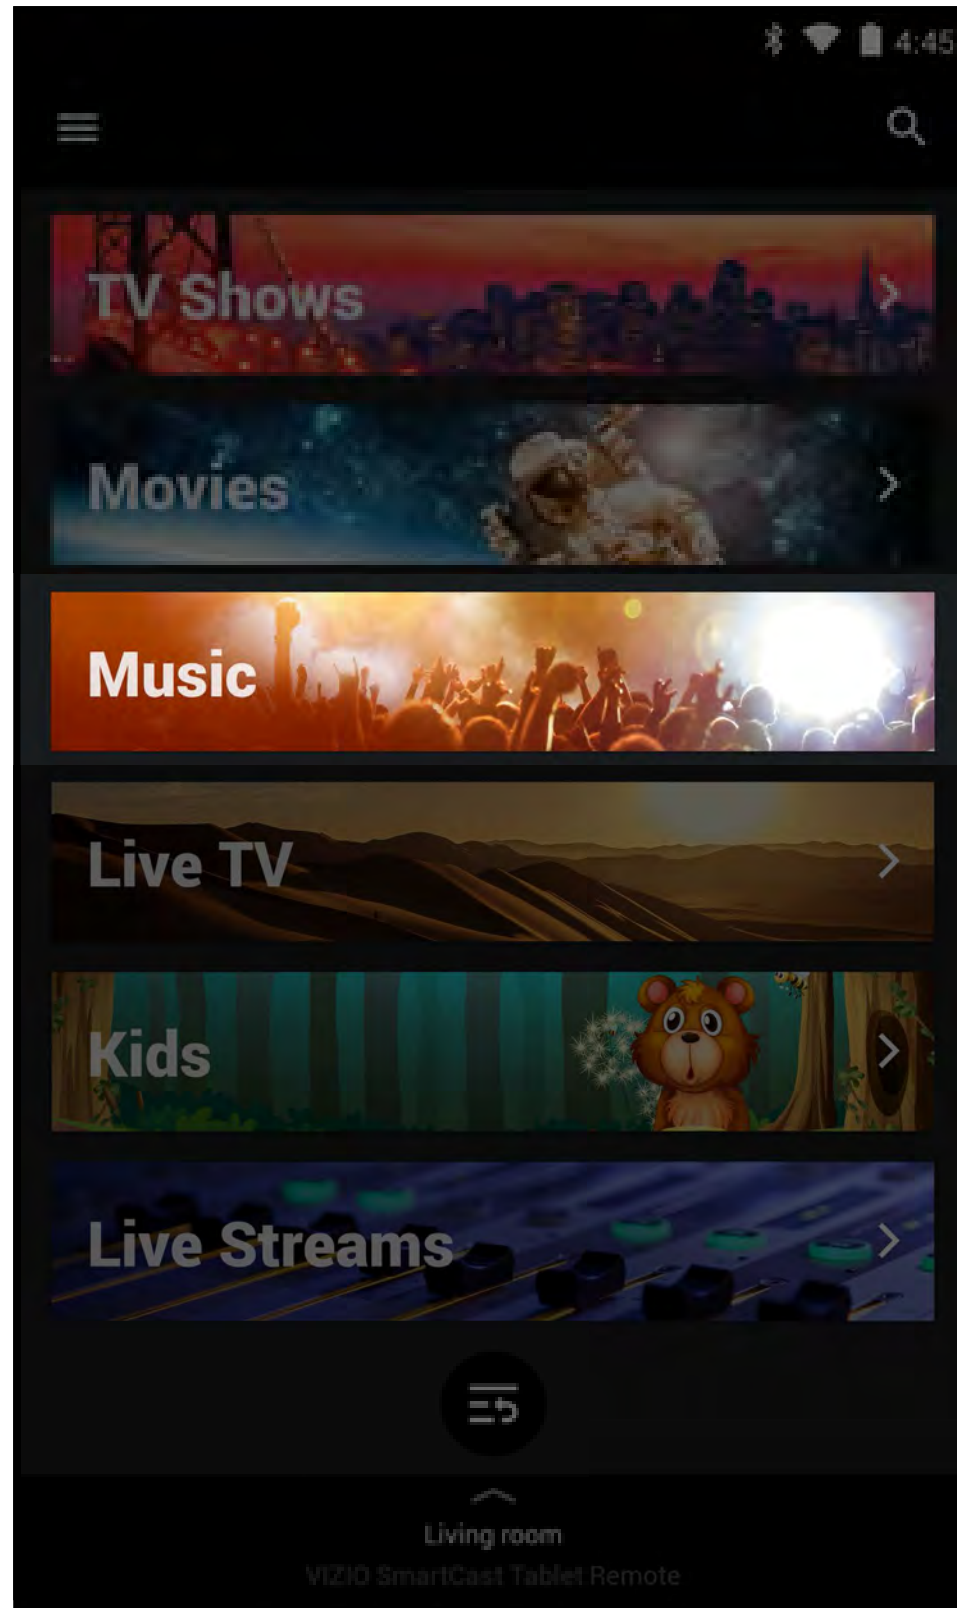 4:45
TV Shows
Movies
Music
Live TV
Kids
Live Streams
Living room
VIZIO SmartCast Tablet Remote